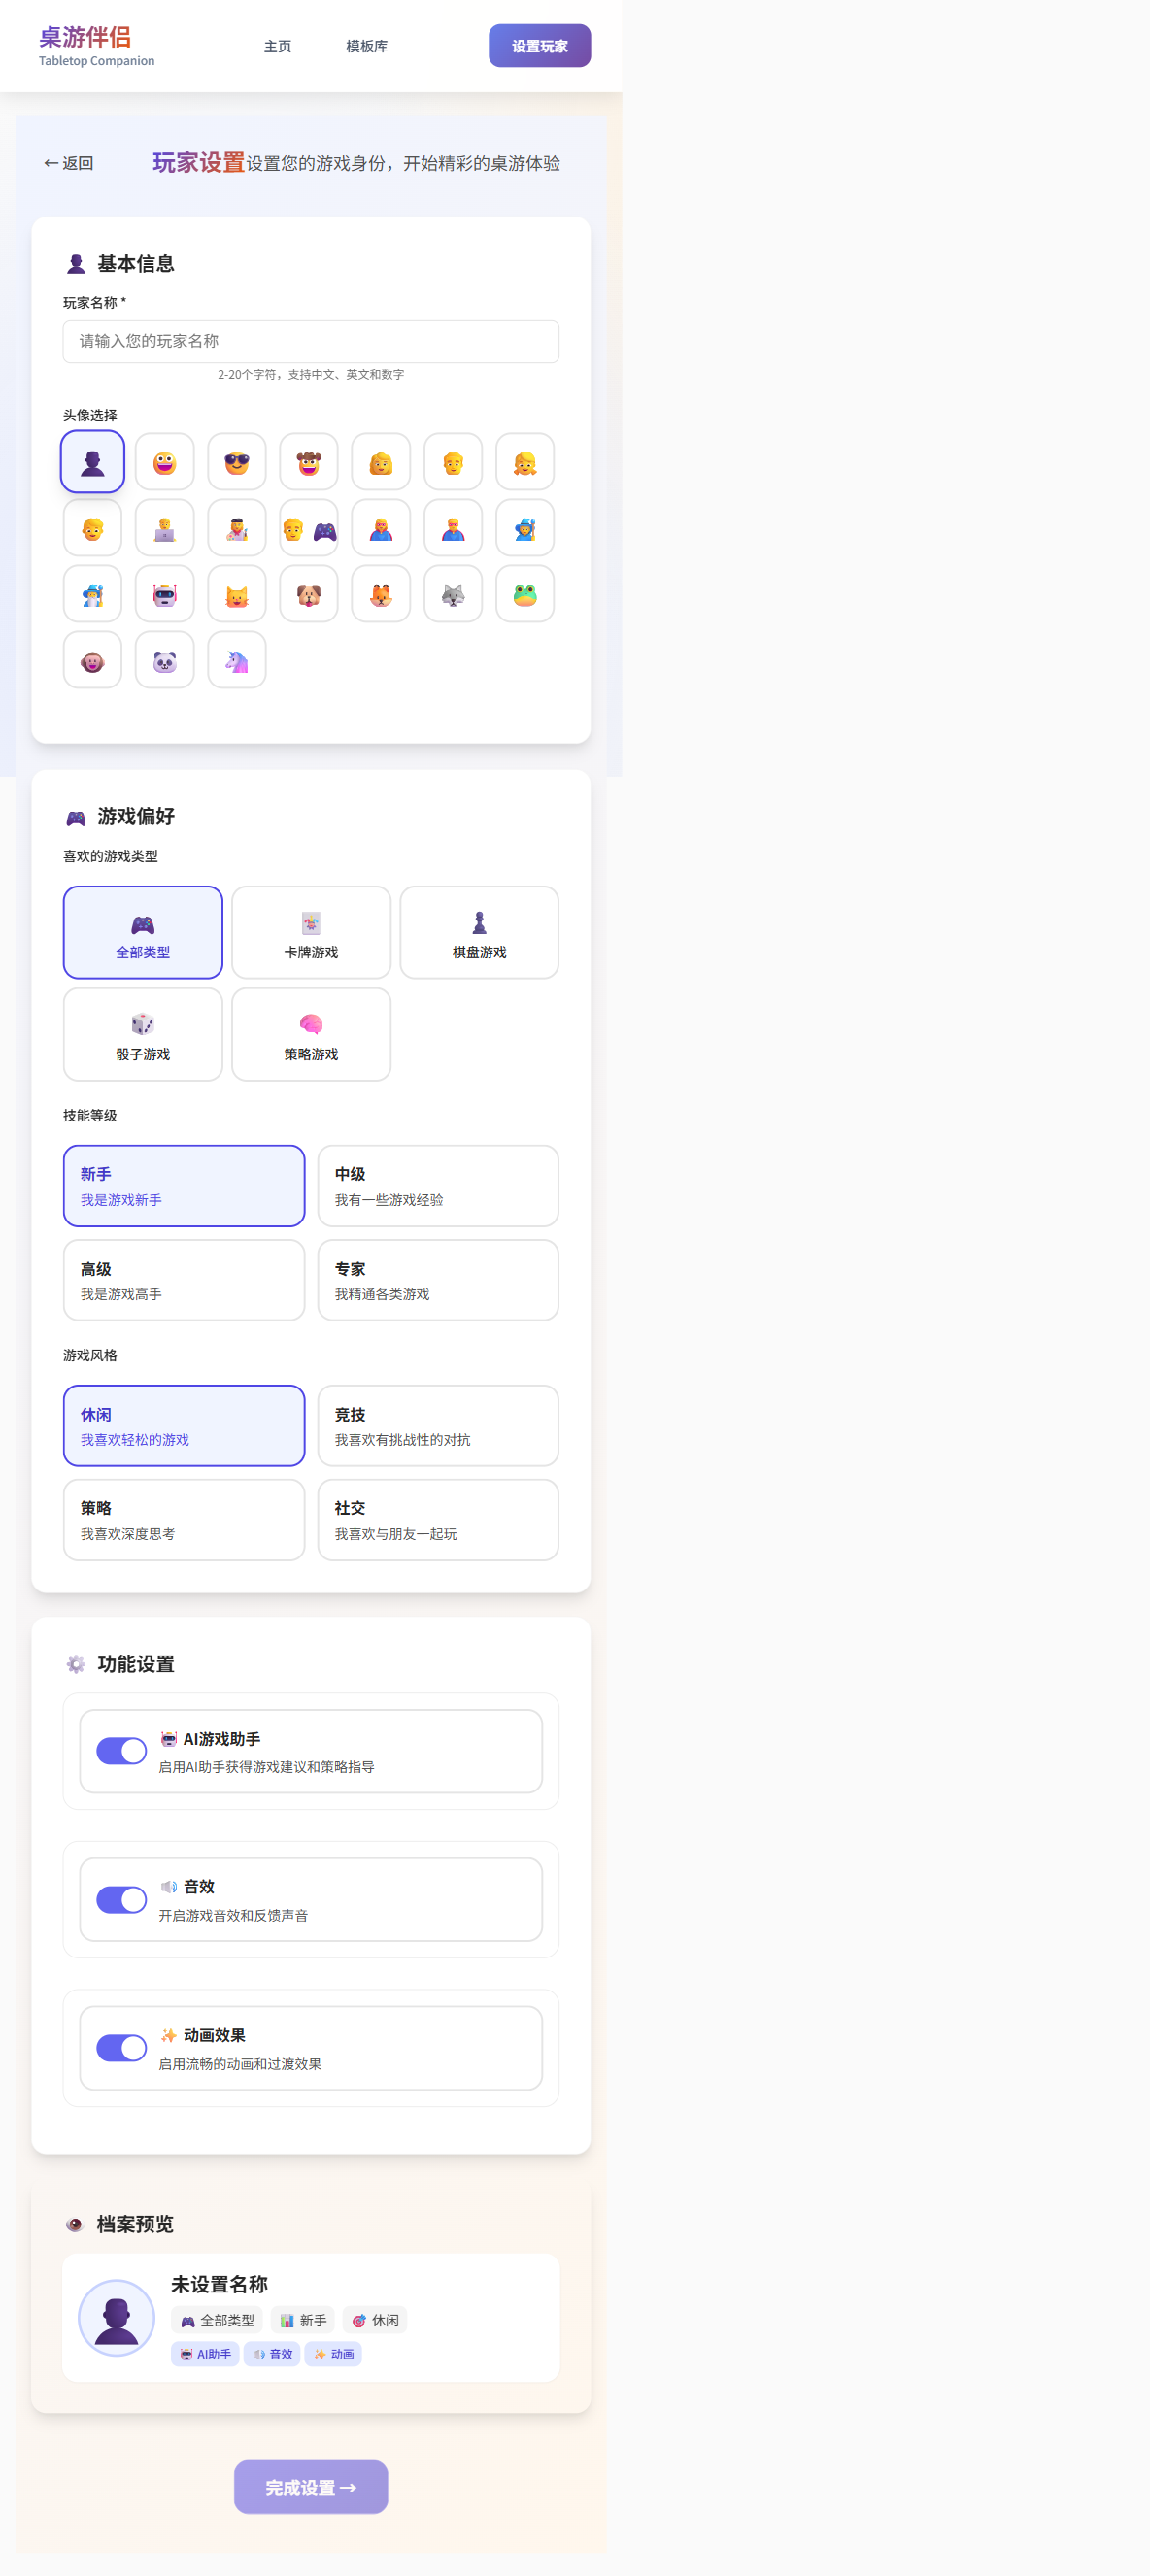 桌游伴侣
Tabletop Companion
主页
模板库
设置玩家
← 返回
玩家设置设置您的游戏身份，开始精彩的桌游体验
基本信息
玩家名称 *
请输入您的玩家名称
2-20个字符，支持中文、英文和数字
头像选择
游戏偏好
喜欢的游戏类型
全部类型
卡牌游戏
棋盘游戏
骰子游戏
策略游戏
技能等级
新手
我是游戏新手
中级
我有一些游戏经验
高级
我是游戏高手
专家
我精通各类游戏
游戏风格
休闲
我喜欢轻松的游戏
竞技
我喜欢有挑战性的对抗
策略
我喜欢深度思考
社交
我喜欢与朋友一起玩
功能设置
AI游戏助手
启用AI助手获得游戏建议和策略指导
音效
开启游戏音效和反馈声音
动画效果
启用流畅的动画和过渡效果
档案预览
未设置名称
全部类型
新手
休闲
AI助手
音效
动画
完成设置 →